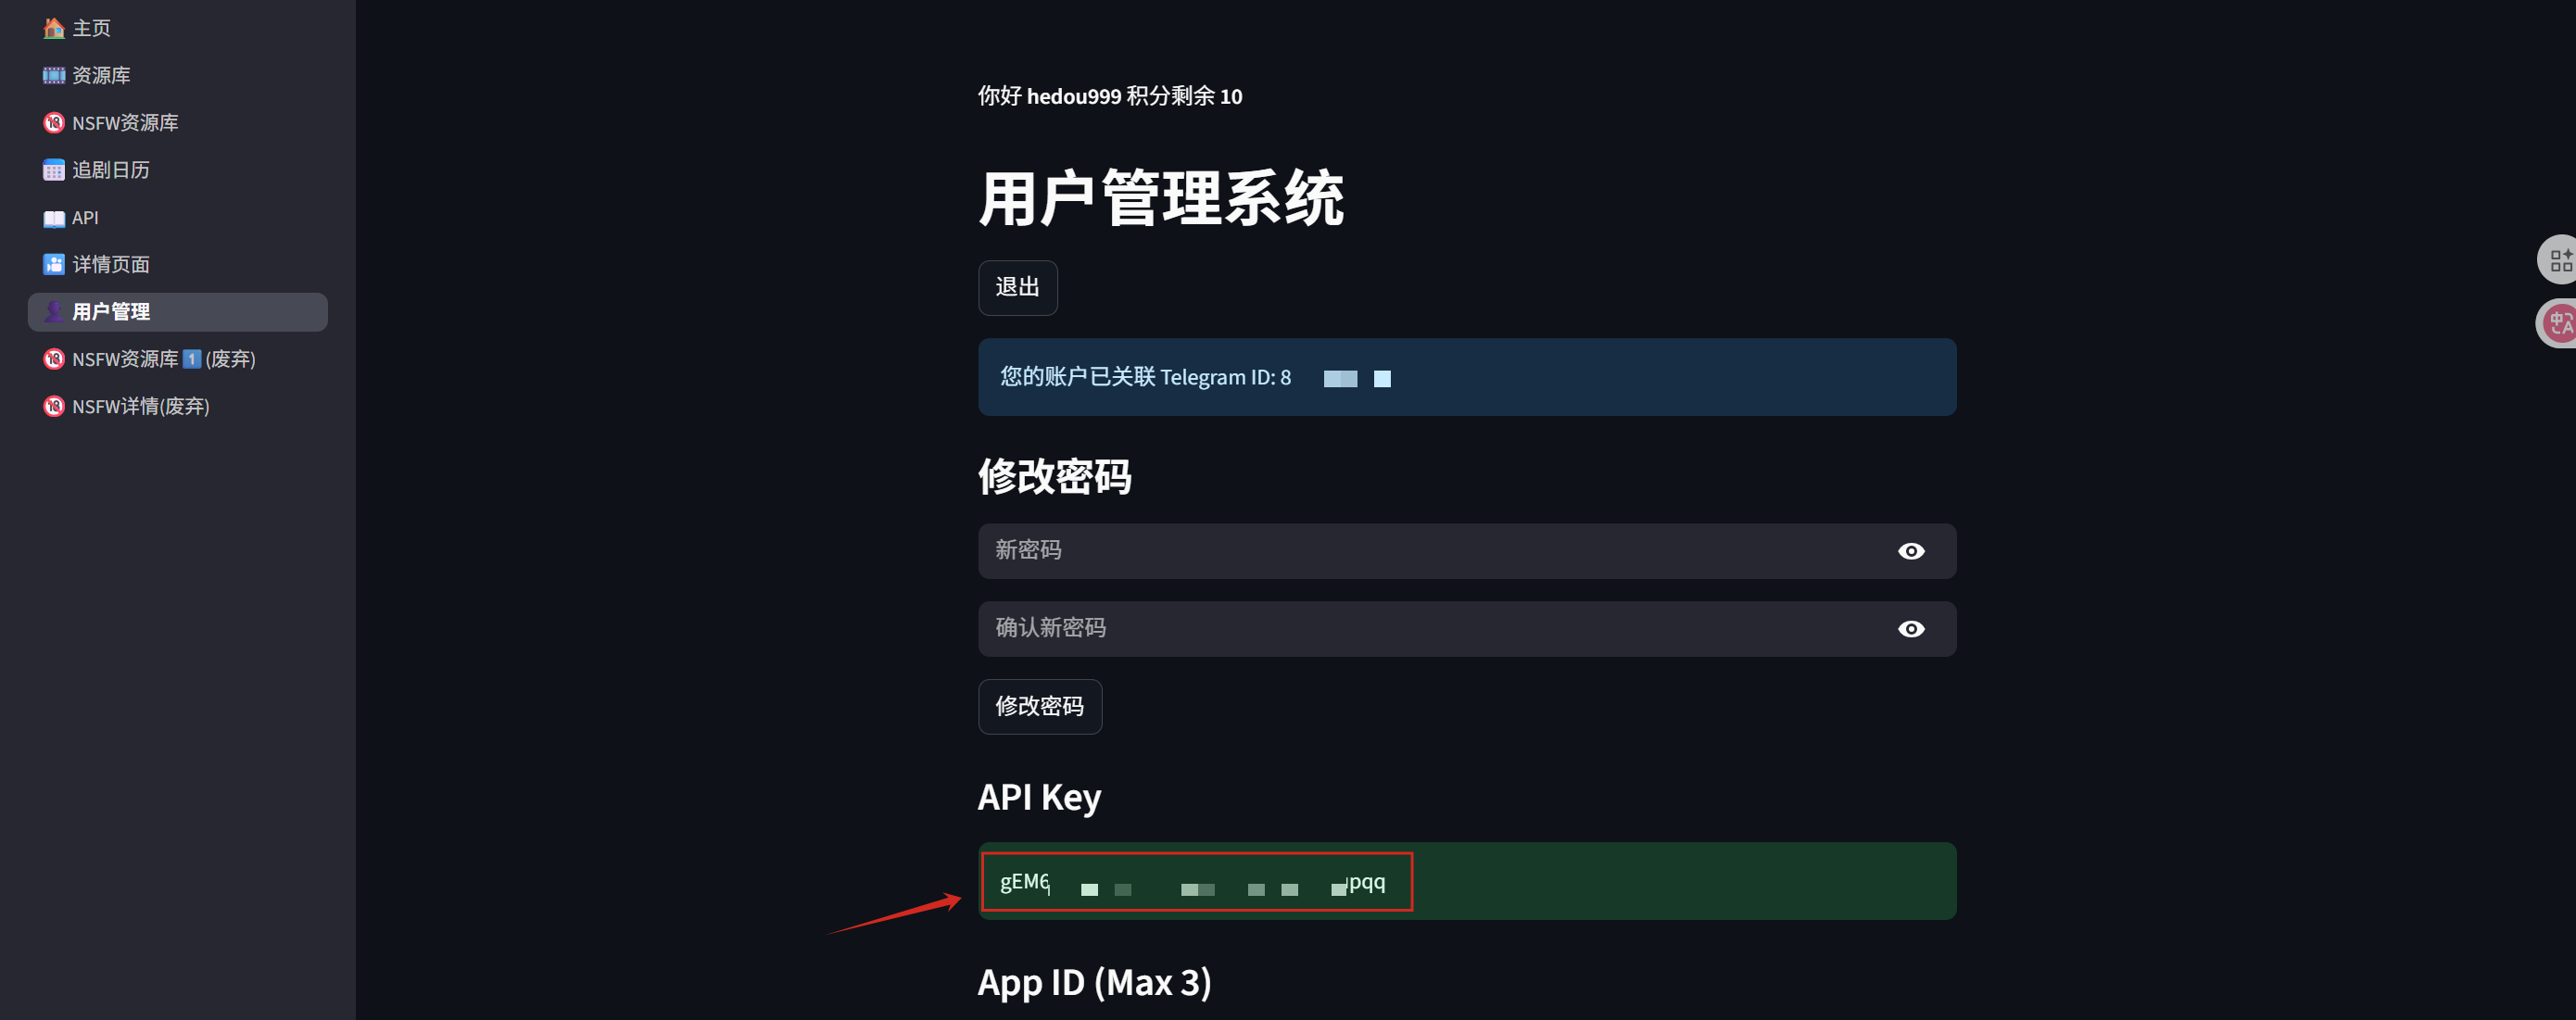 主页
资源库
NSFW资源库
追剧日历
API
详情页面
用户管理
NSFW资源库1️⃣(废弃)
NSFW详情(废弃)
你好 hedou999 积分剩余 10
用户管理系统
退出
您的账户已关联 Telegram ID: 8
修改密码
新密码
确认新密码
修改密码
API Key
gEM6 pqq
App ID (Max 3)